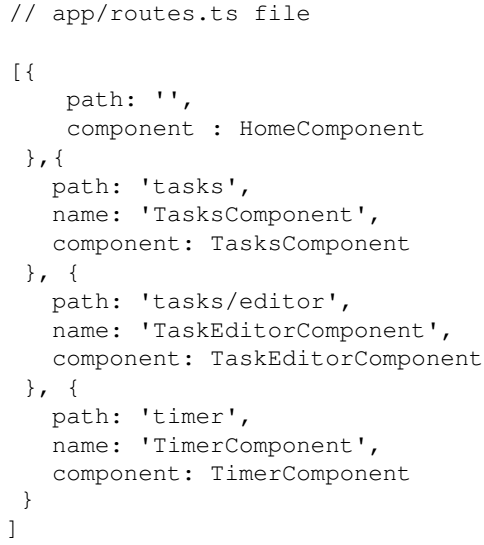 // app/routes.ts file
[{
    path: '',
    component : HomeComponent
 },{
   path: 'tasks',
   name: 'TasksComponent',
   component: TasksComponent
 }, {
   path: 'tasks/editor',
   name: 'TaskEditorComponent',
   component: TaskEditorComponent
 }, {
   path: 'timer',
   name: 'TimerComponent',
   component: TimerComponent
 }
]